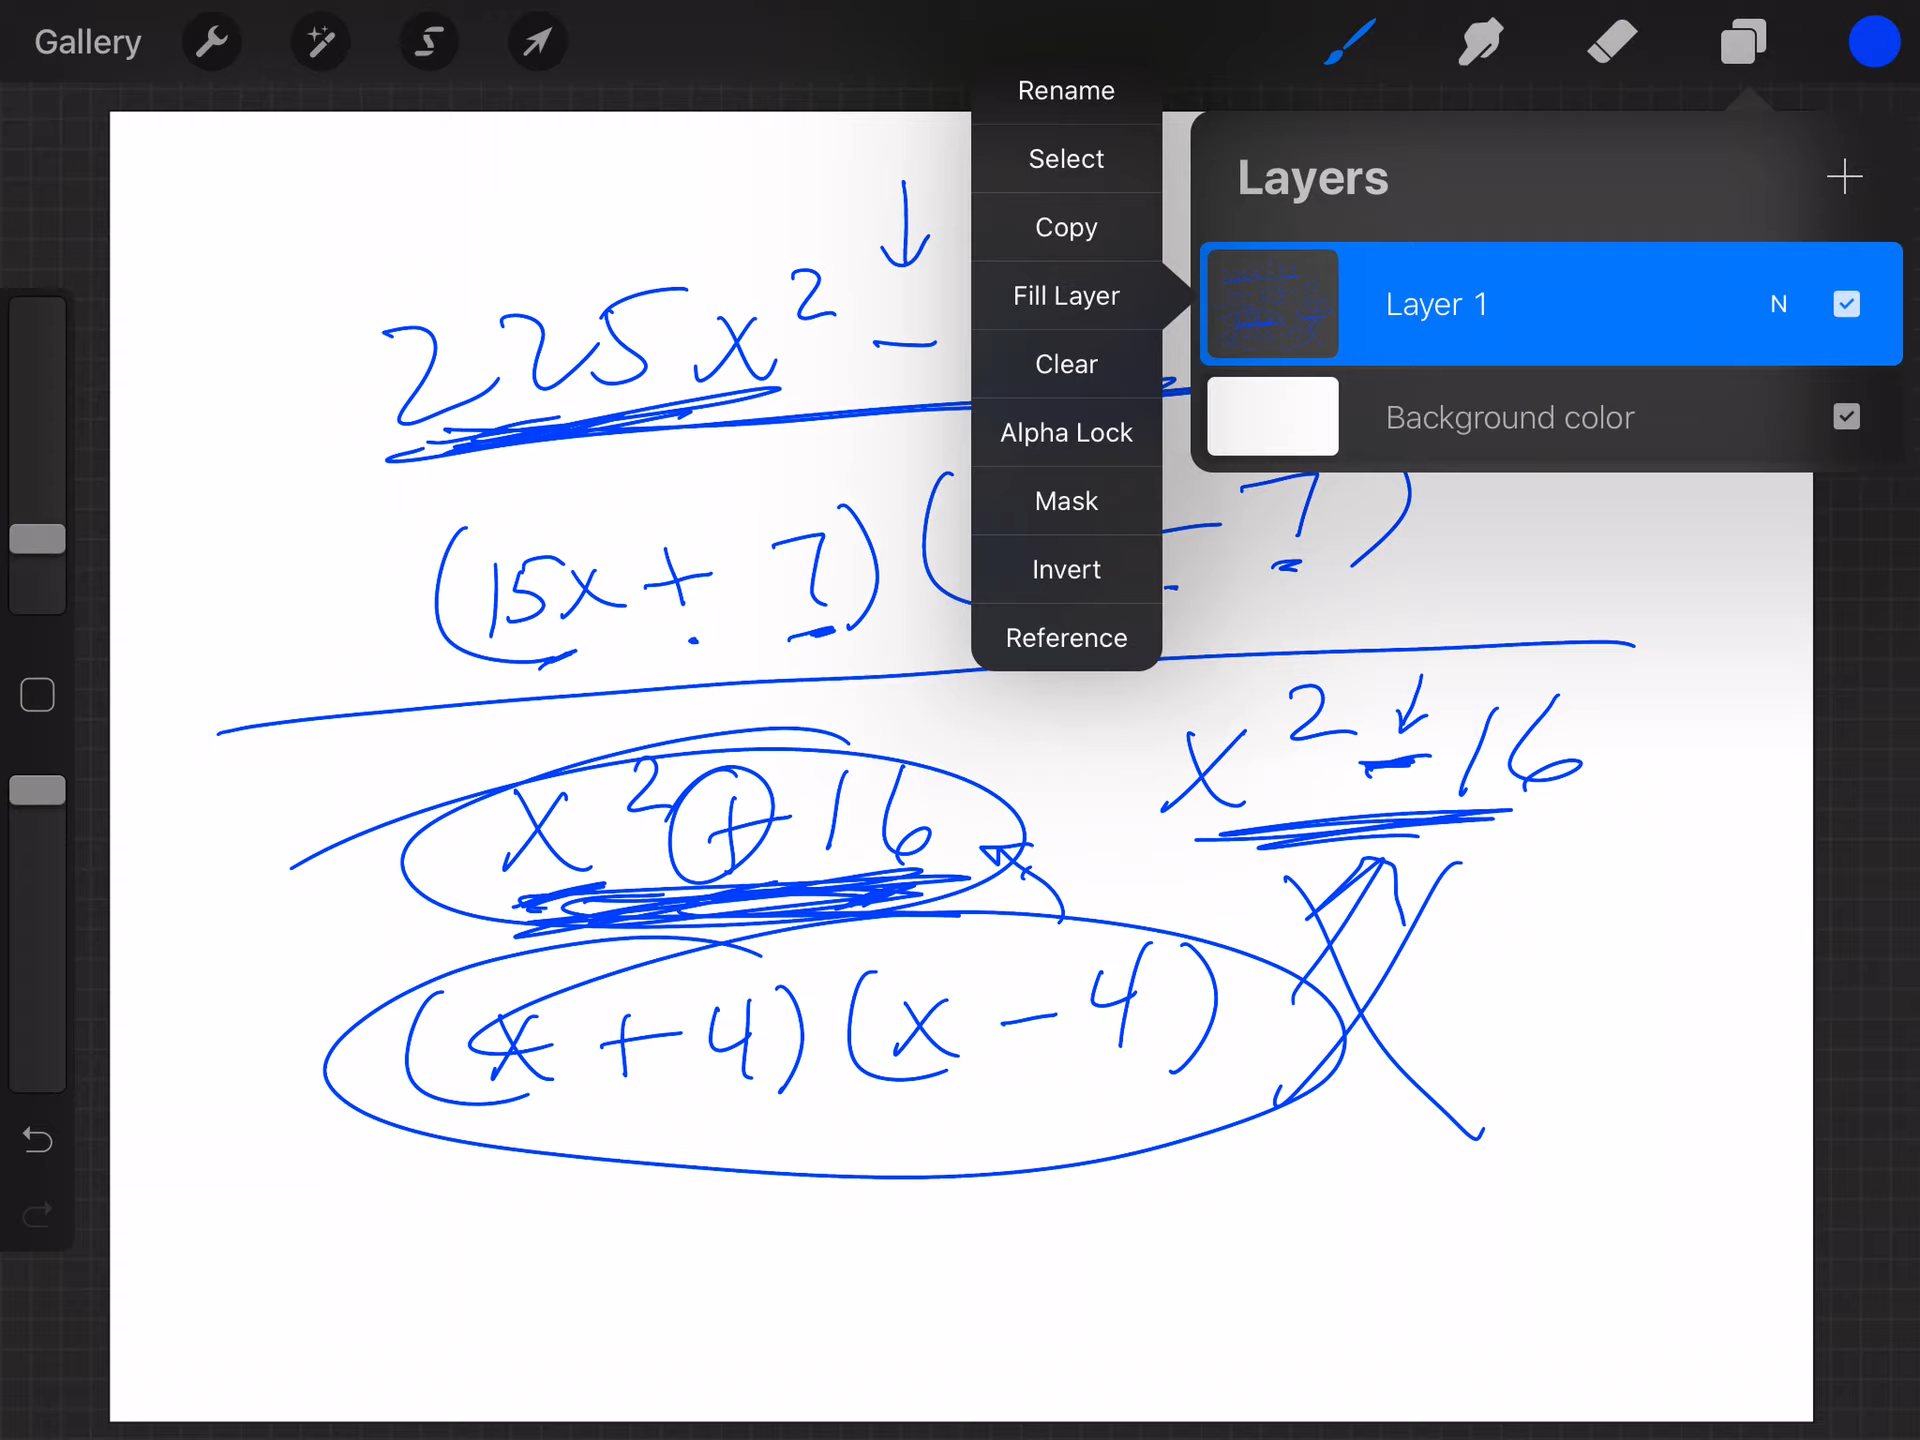 Gallery
Rename
Select
Copy
Fill Layer
Clear
Alpha Lock
Mask
Invert
Reference
Layers
Layer 1 N
Background color
225x² −
(15x + ?) ( − ?)
x² + 16
x² − 16
(x + 4)(x − 4)